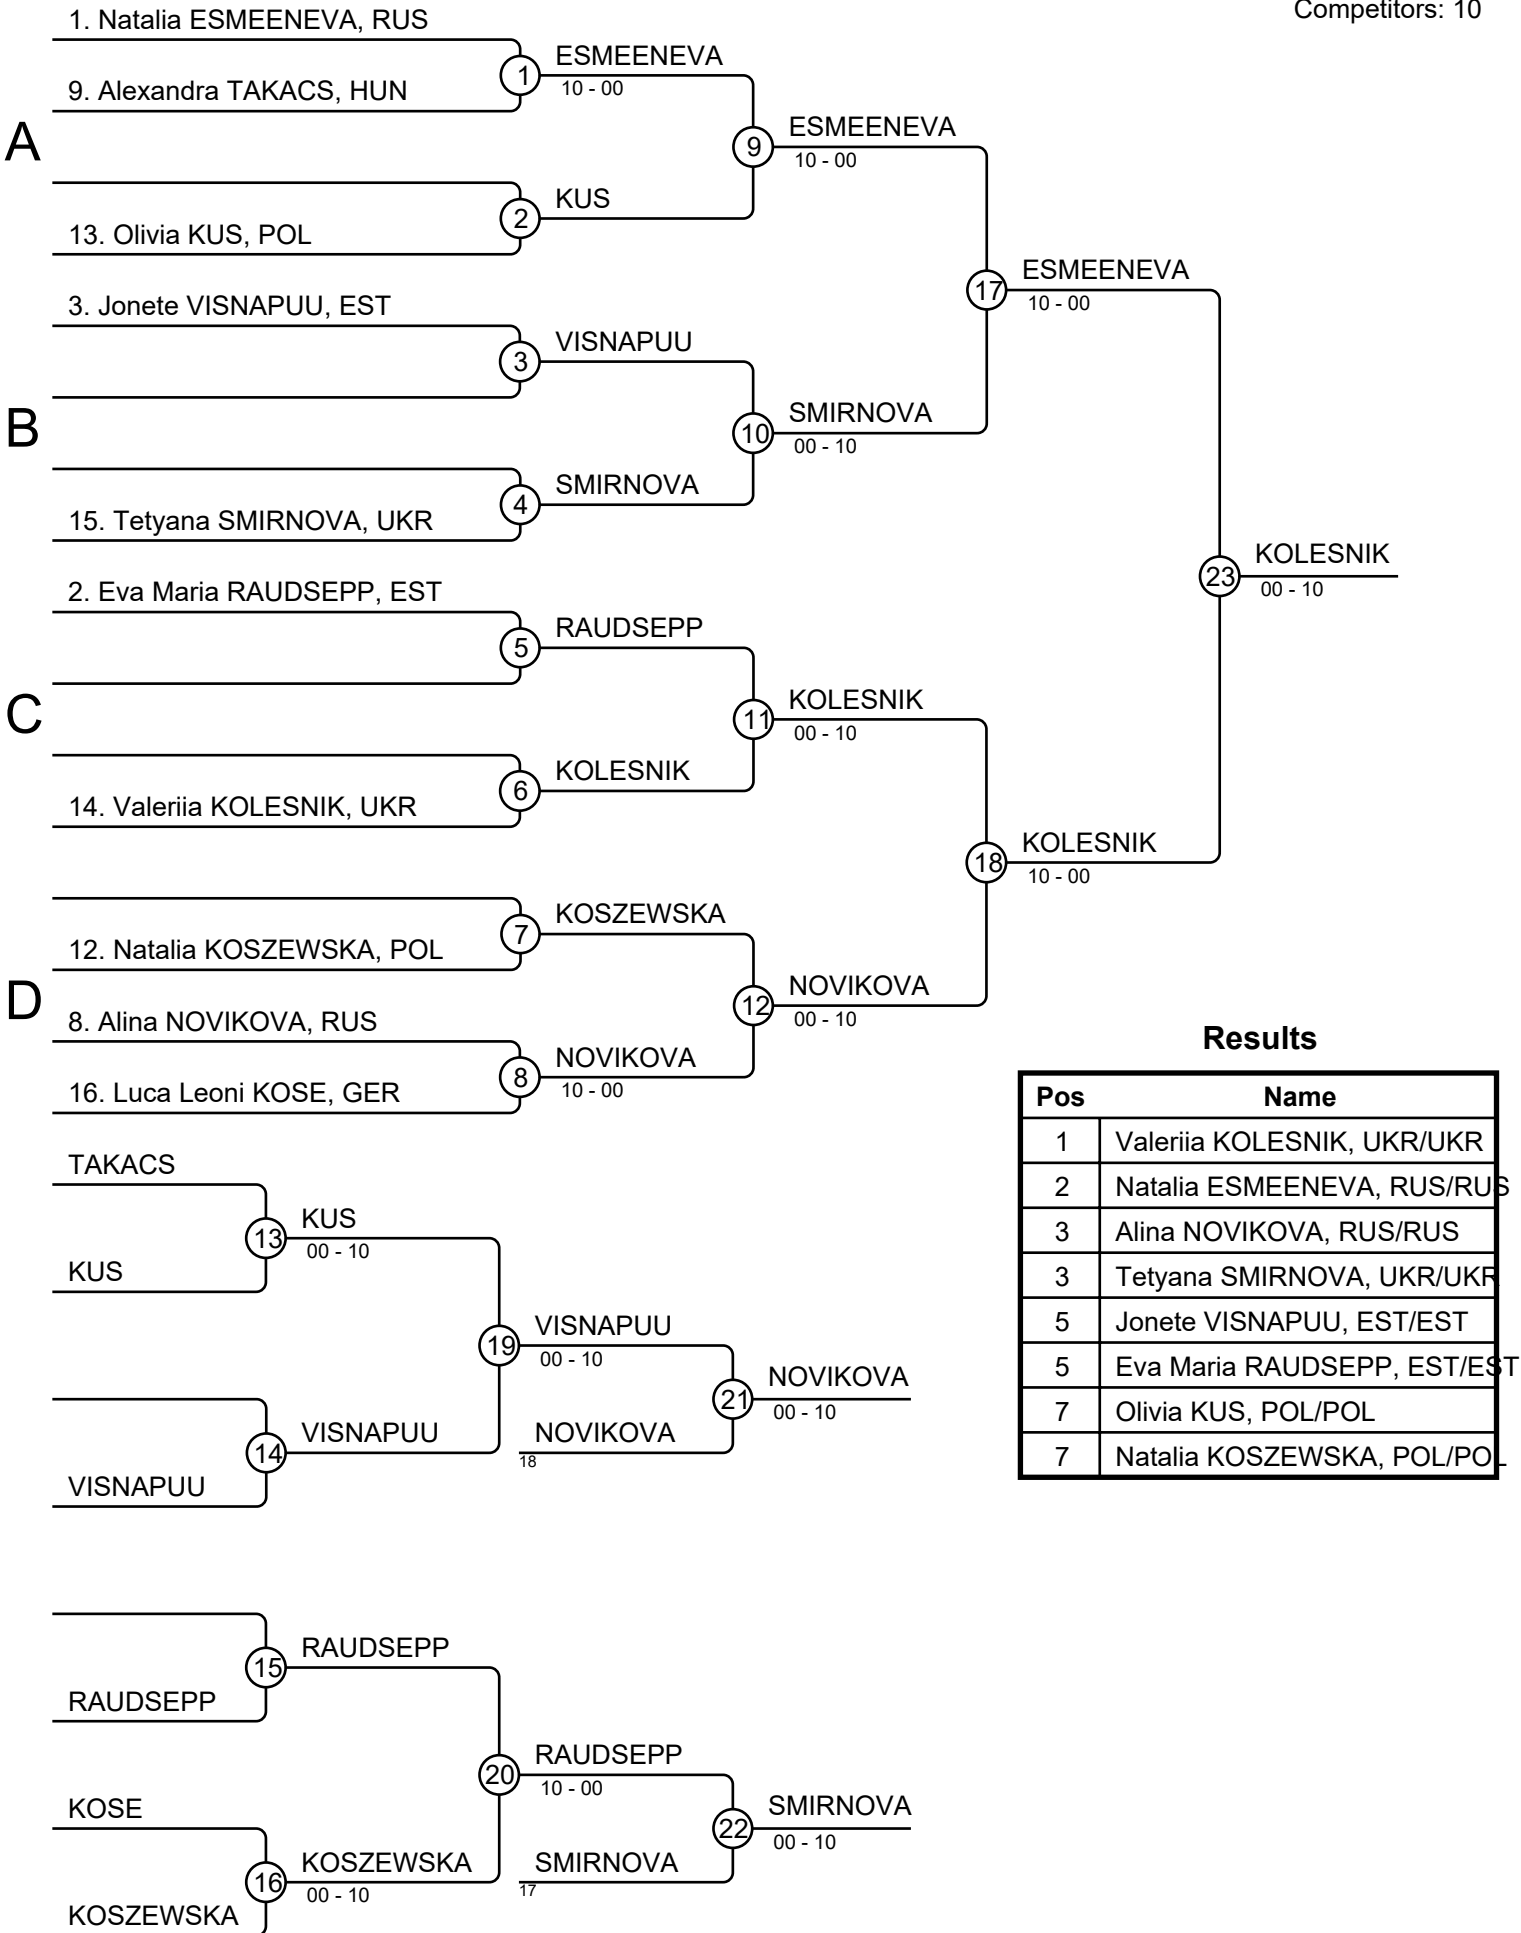 Competitors: 10
1. Natalia ESMEENEVA, RUS
9. Alexandra TAKACS, HUN
1
ESMEENEVA
10 - 00
A
13. Olivia KUS, POL
2
KUS
9
ESMEENEVA
10 - 00
3. Jonete VISNAPUU, EST
3
VISNAPUU
B
15. Tetyana SMIRNOVA, UKR
4
SMIRNOVA
10
SMIRNOVA
00 - 10
17
ESMEENEVA
10 - 00
2. Eva Maria RAUDSEPP, EST
5
RAUDSEPP
C
14. Valeriia KOLESNIK, UKR
6
KOLESNIK
11
KOLESNIK
00 - 10
12. Natalia KOSZEWSKA, POL
7
KOSZEWSKA
D
8. Alina NOVIKOVA, RUS
16. Luca Leoni KOSE, GER
8
NOVIKOVA
10 - 00
12
NOVIKOVA
00 - 10
18
KOLESNIK
10 - 00
23
KOLESNIK
00 - 10
TAKACS
KUS
13
KUS
00 - 10
VISNAPUU
14
VISNAPUU
19
VISNAPUU
00 - 10
NOVIKOVA
18
21
NOVIKOVA
00 - 10
RAUDSEPP
15
RAUDSEPP
KOSE
KOSZEWSKA
16
KOSZEWSKA
00 - 10
20
RAUDSEPP
10 - 00
SMIRNOVA
17
22
SMIRNOVA
00 - 10
Results
Pos Name
1 Valeriia KOLESNIK, UKR/UKR
2 Natalia ESMEENEVA, RUS/RUS
3 Alina NOVIKOVA, RUS/RUS
3 Tetyana SMIRNOVA, UKR/UKR
5 Jonete VISNAPUU, EST/EST
5 Eva Maria RAUDSEPP, EST/EST
7 Olivia KUS, POL/POL
7 Natalia KOSZEWSKA, POL/POL